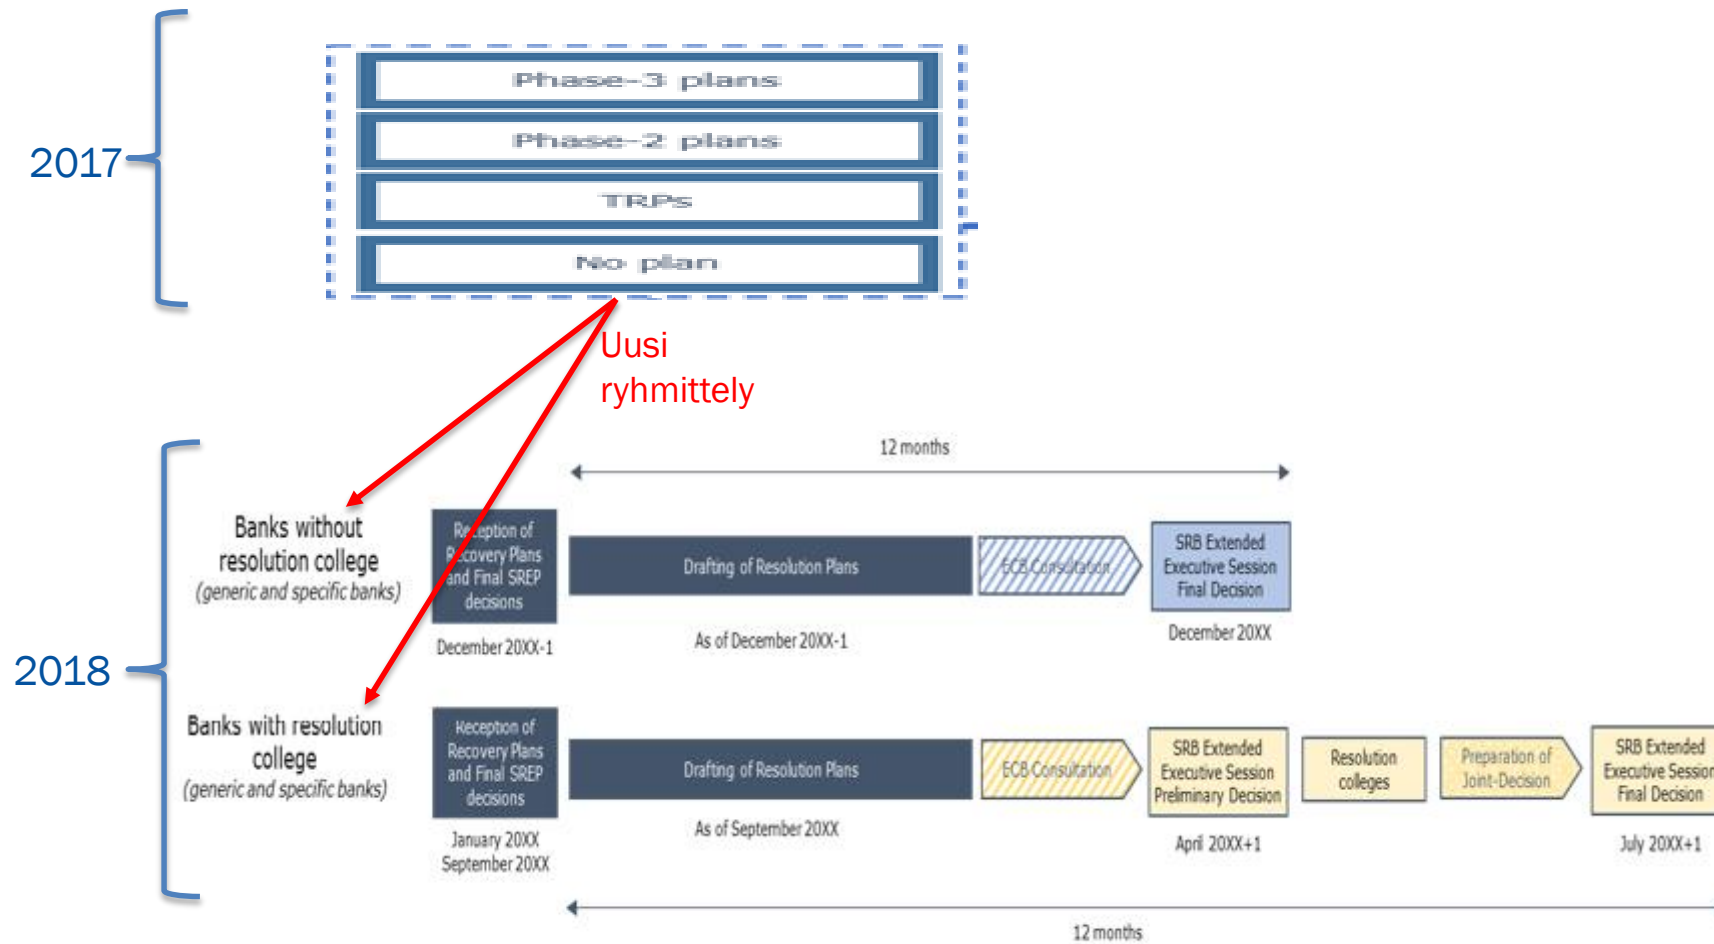 2017
Phase-3 plans
Phase-2 plans
TRPs
No plan
Uusi
ryhmittely
2018
12 months
Banks without
resolution college
(generic and specific banks)
Reception of
Recovery Plans
and Final SREP
decisions
December 20XX-1
Drafting of Resolution Plans
As of December 20XX-1
ECB Consultation
SRB Extended
Executive Session
Final Decision
December 20XX
Banks with resolution
college
(generic and specific banks)
Reception of
Recovery Plans
and Final SREP
decisions
January 20XX
September 20XX
Drafting of Resolution Plans
As of September 20XX
ECB Consultation
SRB Extended
Executive Session
Preliminary Decision
April 20XX+1
Resolution
colleges
Preparation of
Joint-Decision
SRB Extended
Executive Session
Final Decision
July 20XX+1
12 months